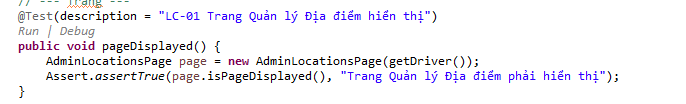 // --- Trang ---
@Test(description = "LC-01 Trang Quản lý Địa điểm hiển thị")
Run | Debug
public void pageDisplayed() {
AdminLocationsPage page = new AdminLocationsPage(getDriver());
Assert.assertTrue(page.isPageDisplayed(), "Trang Quản lý Địa điểm phải hiển thị");
}